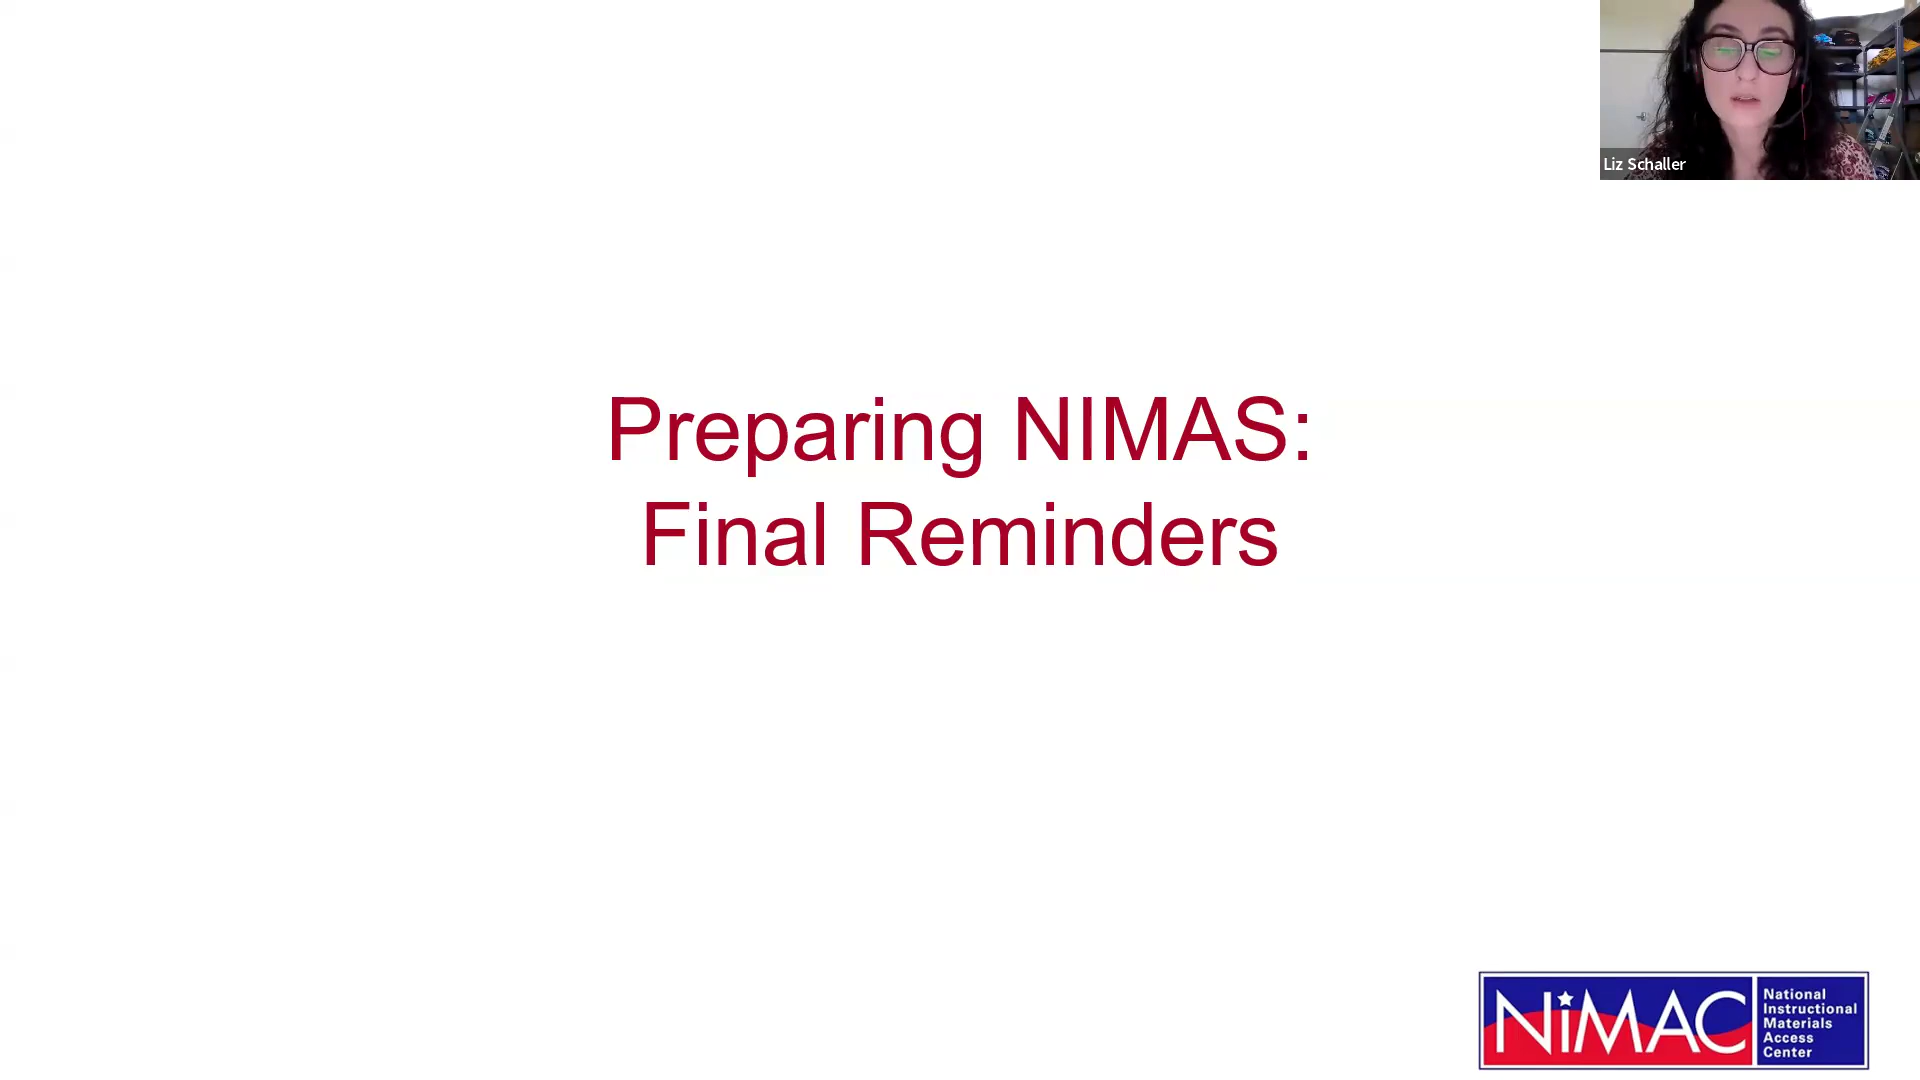 Liz Schaller
Preparing NIMAS:
Final Reminders
NiMAC
National
Instructional
Materials
Access
Center